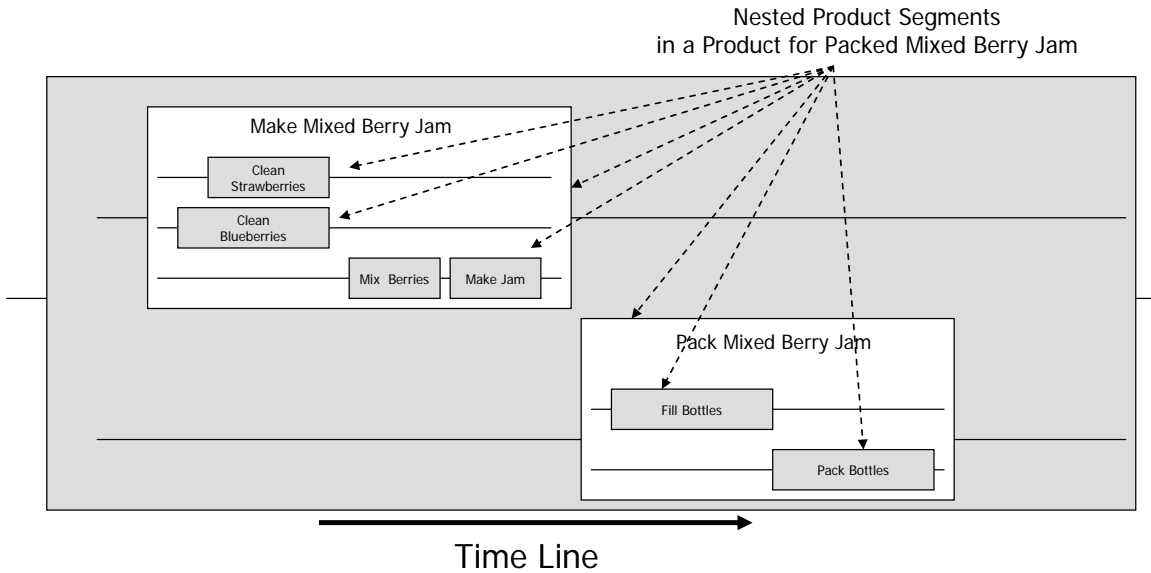 Nested Product Segments
in a Product for Packed Mixed Berry Jam
Make Mixed Berry Jam
Clean
Strawberries
Clean
Blueberries
Mix Berries
Make Jam
Pack Mixed Berry Jam
Fill Bottles
Pack Bottles
Time Line